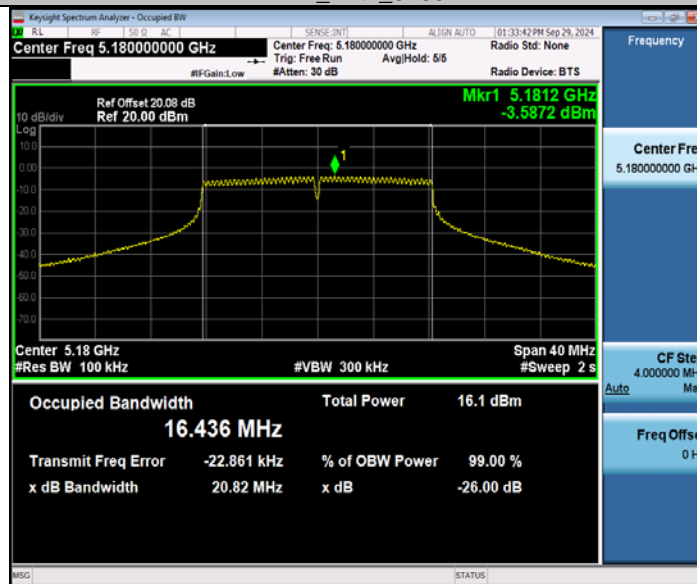 Keysight Spectrum Analyzer - Occupied BW
RL RF 50 Ω AC SENSE:INT ALIGN AUTO 01:33:42 PM Sep 29, 2024
Center Freq 5.180000000 GHz
Center Freq: 5.180000000 GHz
Radio Std: None
Trig: Free Run Avg|Hold: 5/5
#IFGain:Low #Atten: 30 dB
Radio Device: BTS
Frequency
Ref Offset 20.08 dB
Mkr1 5.1812 GHz
10 dB/div Ref 20.00 dBm
-3.5872 dBm
Log
10.0
0.00
-10.0
-20.0
-30.0
-40.0
-50.0
-60.0
-70.0
1
Center Fre
5.180000000 GH
Center 5.18 GHz Span 40 MHz
#Res BW 100 kHz #VBW 300 kHz #Sweep 2 s
CF Ste
4.000000 MH
Auto Ma
Occupied Bandwidth Total Power 16.1 dBm
16.436 MHz
Transmit Freq Error -22.861 kHz % of OBW Power 99.00 %
x dB Bandwidth 20.82 MHz x dB -26.00 dB
Freq Offs
0 H
MSG STATUS